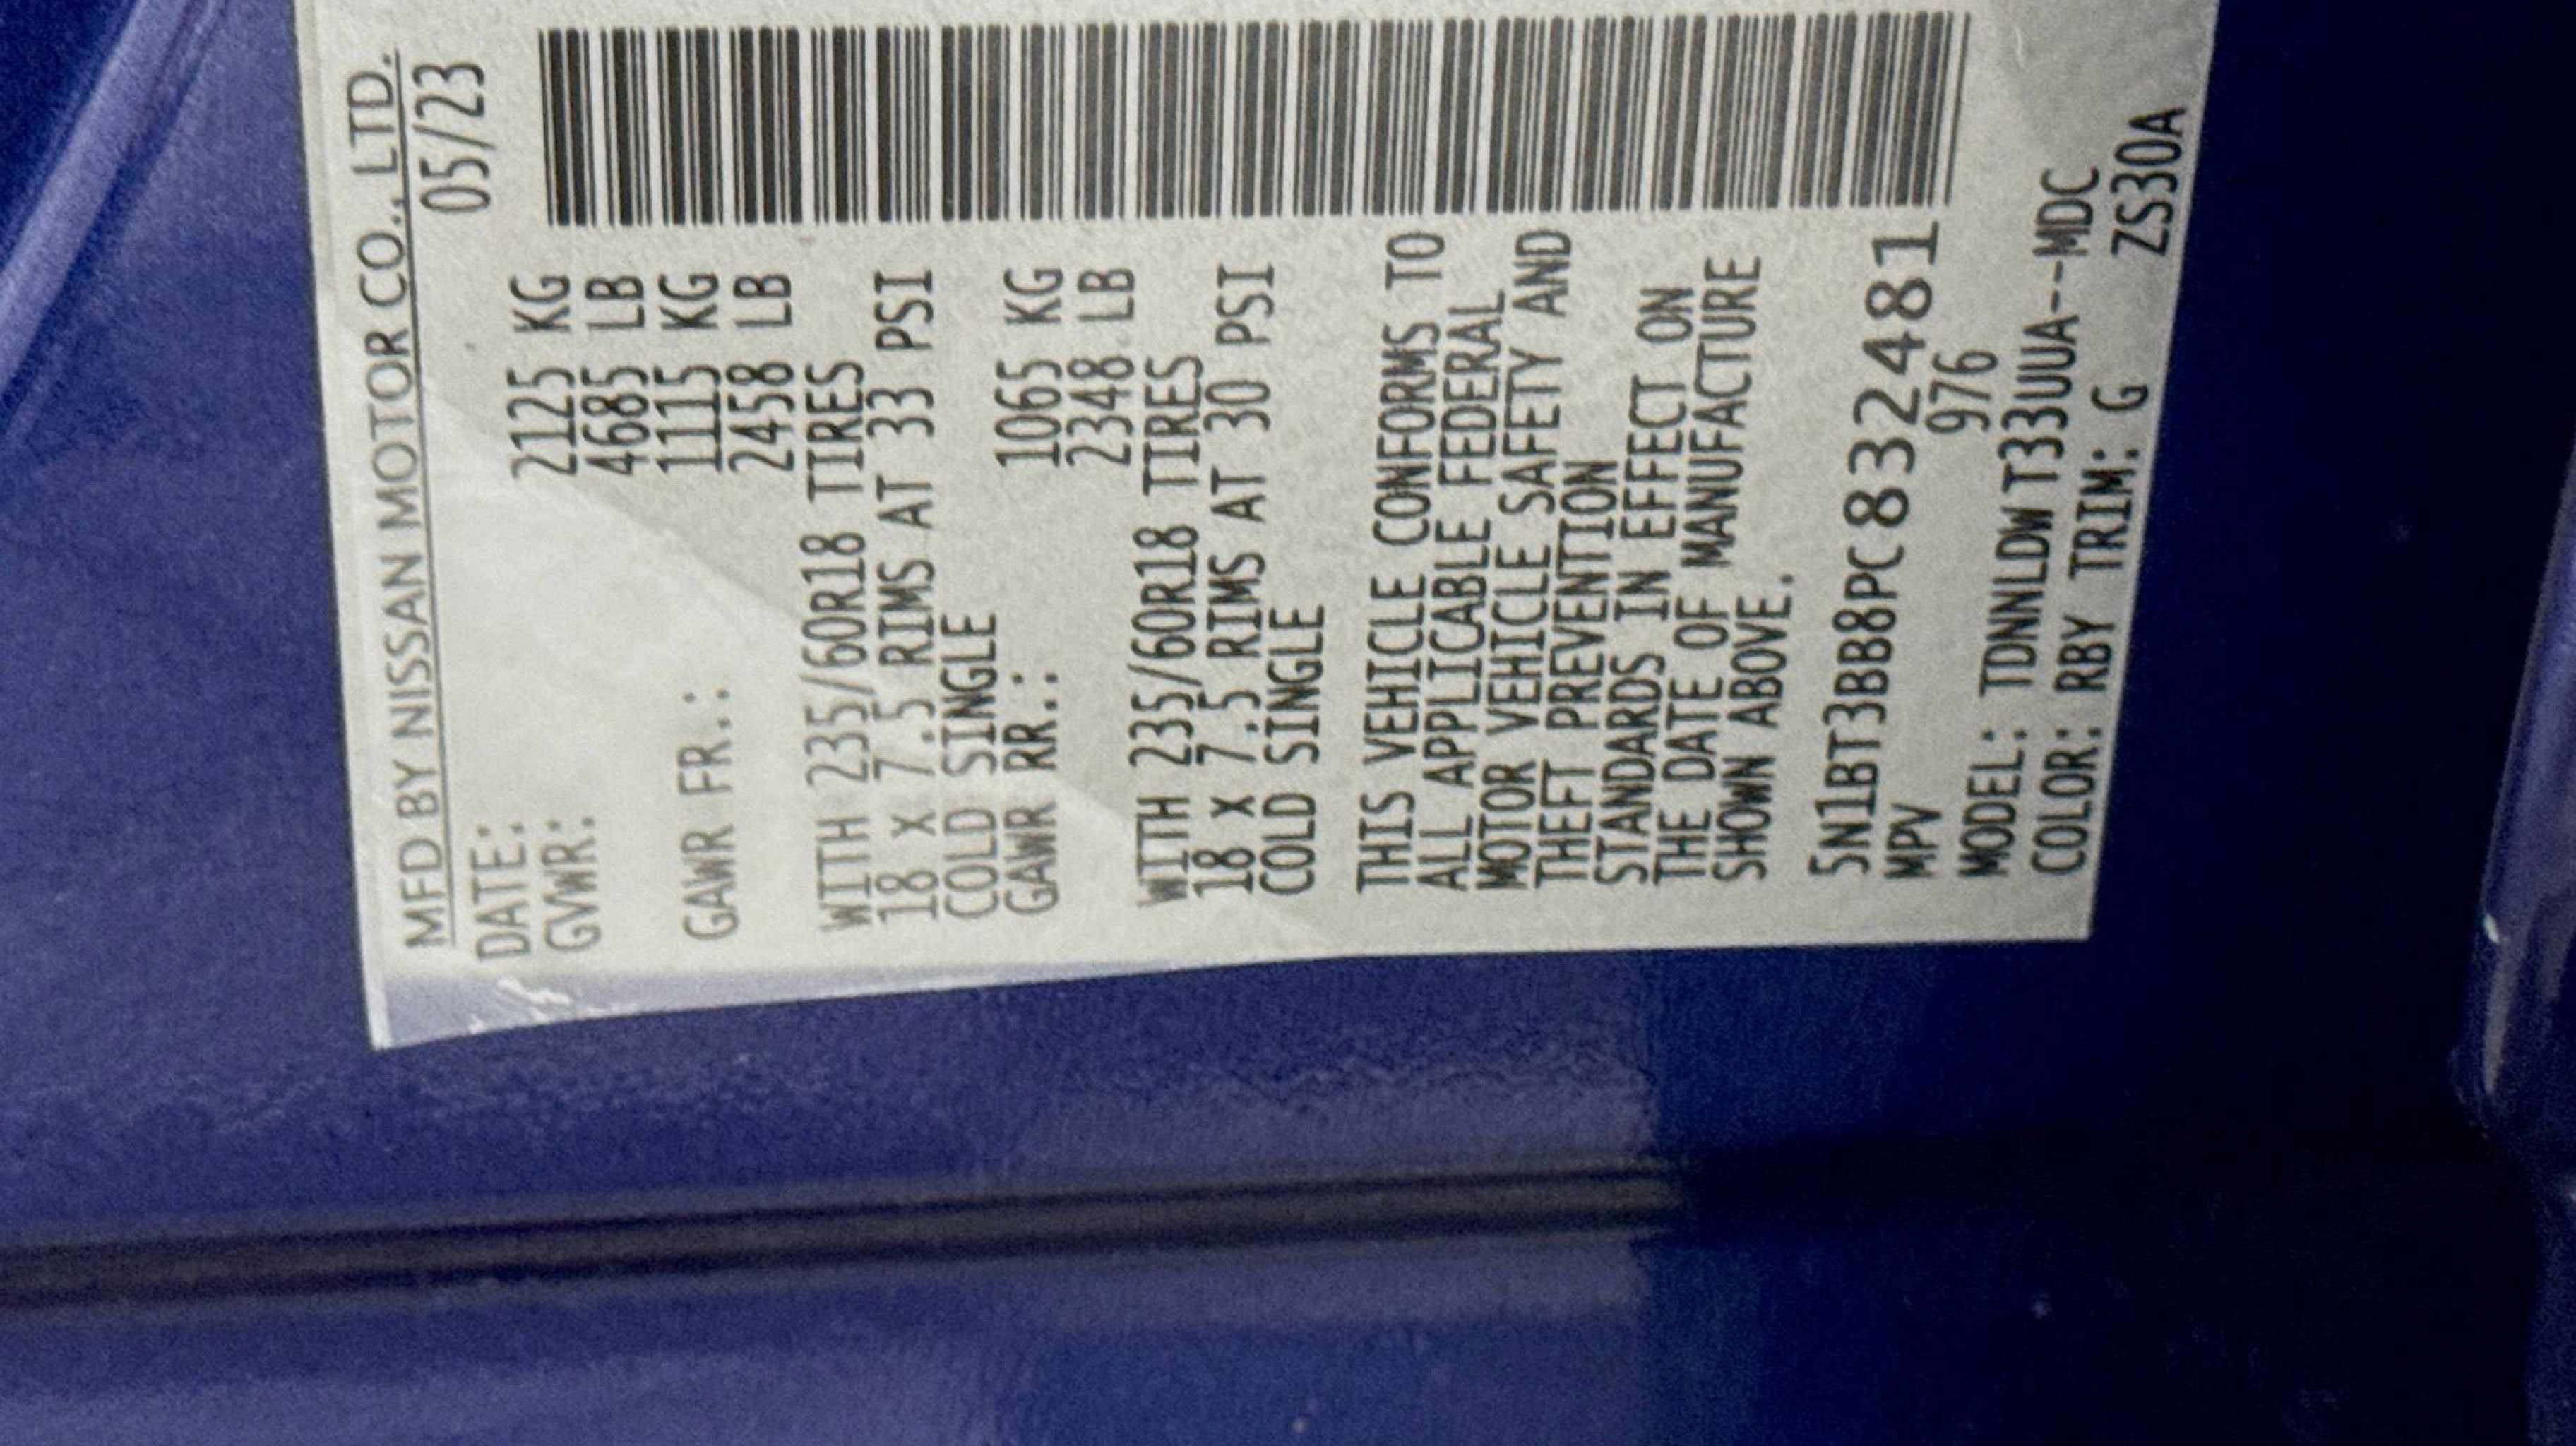 MFD BY NISSAN MOTOR CO., LTD.
DATE: 05/23
GVWR: 2125 KG
4685 LB
GAWR FR.: 1115 KG
2458 LB
WITH 235/60R18 TIRES
18 X 7.5 RIMS AT 33 PSI
COLD SINGLE
GAWR RR.: 1065 KG
2348 LB
WITH 235/60R18 TIRES
18 X 7.5 RIMS AT 30 PSI
COLD SINGLE
THIS VEHICLE CONFORMS TO
ALL APPLICABLE FEDERAL
MOTOR VEHICLE SAFETY AND
THEFT PREVENTION
STANDARDS IN EFFECT ON
THE DATE OF MANUFACTURE
SHOWN ABOVE.
5N1BT3BB8PC832481
MPV 976
MODEL: TDNNLDWT33UUA--MDC
COLOR: RBY TRIM: G ZS30A